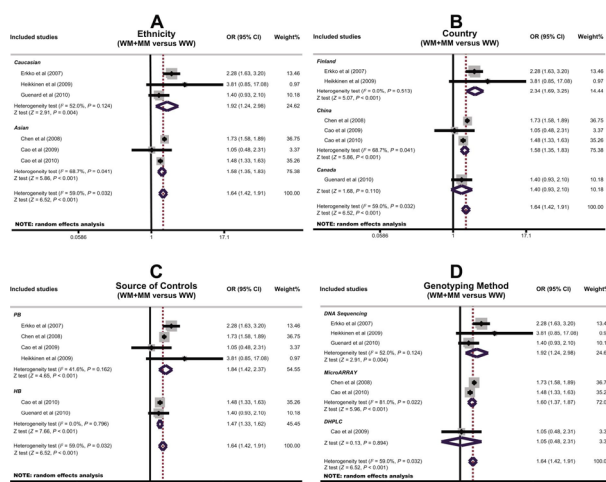 A
Ethnicity
(WM+MM versus WW)
Included studies OR (95% CI) Weight%
Caucasian
Erkko et al (2007) 2.28 (1.63, 3.20) 13.46
Heikkinen et al (2009) 3.81 (0.85, 17.08) 0.97
Guenard et al (2010) 1.40 (0.93, 2.10) 10.18
Heterogeneity test (I² = 52.0%, P = 0.124) 1.92 (1.24, 2.98) 24.62
Z test (Z = 2.91, P = 0.004)
Asian
Chen et al (2008) 1.73 (1.58, 1.89) 36.75
Cao et al (2009) 1.05 (0.48, 2.31) 3.37
Cao et al (2010) 1.48 (1.33, 1.63) 35.26
Heterogeneity test (I² = 68.7%, P = 0.041) 1.58 (1.35, 1.83) 75.38
Z test (Z = 5.86, P < 0.001)
Heterogeneity test (I² = 59.0%, P = 0.032) 1.64 (1.42, 1.91) 100.00
Z test (Z = 6.52, P < 0.001)
NOTE: random effects analysis
0.0586 1 17.1
B
Country
(WM+MM versus WW)
Included studies OR (95% CI) Weight%
Finland
Erkko et al (2007) 2.28 (1.63, 3.20) 13.46
Heikkinen et al (2009) 3.81 (0.85, 17.08) 0.97
Heterogeneity test (I² = 0.0%, P = 0.513) 2.34 (1.69, 3.25) 14.44
Z test (Z = 5.07, P < 0.001)
China
Chen et al (2008) 1.73 (1.58, 1.89) 36.75
Cao et al (2009) 1.05 (0.48, 2.31) 3.37
Cao et al (2010) 1.48 (1.33, 1.63) 35.26
Heterogeneity test (I² = 68.7%, P = 0.041) 1.58 (1.35, 1.83) 75.38
Z test (Z = 5.86, P < 0.001)
Canada
Guenard et al (2010) 1.40 (0.93, 2.10) 10.18
Z test (Z = 1.68, P = 0.110) 1.40 (0.93, 2.10) 10.18
Heterogeneity test (I² = 59.0%, P = 0.032) 1.64 (1.42, 1.91) 100.00
Z test (Z = 6.52, P < 0.001)
NOTE: random effects analysis
0.0586 1 17.1
C
Source of Controls
(WM+MM versus WW)
Included studies OR (95% CI) Weight%
PB
Erkko et al (2007) 2.28 (1.63, 3.20) 13.46
Chen et al (2008) 1.73 (1.58, 1.89) 36.75
Cao et al (2009) 1.05 (0.48, 2.31) 3.37
Heikkinen et al (2009) 3.81 (0.85, 17.08) 0.97
Heterogeneity test (I² = 41.6%, P = 0.162) 1.84 (1.42, 2.37) 54.55
Z test (Z = 4.65, P < 0.001)
HB
Cao et al (2010) 1.48 (1.33, 1.63) 35.26
Guenard et al (2010) 1.40 (0.93, 2.10) 10.18
Heterogeneity test (I² = 0.0%, P = 0.796) 1.47 (1.33, 1.62) 45.45
Z test (Z = 7.66, P < 0.001)
Heterogeneity test (I² = 59.0%, P = 0.032) 1.64 (1.42, 1.91) 100.00
Z test (Z = 6.52, P < 0.001)
NOTE: random effects analysis
D
Genotyping Method
(WM+MM versus WW)
Included studies OR (95% CI) Weight%
DNA Sequencing
Erkko et al (2007) 2.28 (1.63, 3.20) 13.4
Heikkinen et al (2009) 3.81 (0.85, 17.08) 0.9
Guenard et al (2010) 1.40 (0.93, 2.10) 10.1
Heterogeneity test (I² = 52.0%, P = 0.124) 1.92 (1.24, 2.98) 24.6
Z test (Z = 2.91, P = 0.004)
MicroARRAY
Chen et al (2008) 1.73 (1.58, 1.89) 36.7
Cao et al (2010) 1.48 (1.33, 1.63) 35.2
Heterogeneity test (I² = 81.0%, P = 0.022) 1.60 (1.37, 1.87) 72.0
Z test (Z = 5.96, P < 0.001)
DHPLC
Cao et al (2009) 1.05 (0.48, 2.31) 3.3
Z test (Z = 0.13, P = 0.894) 1.05 (0.48, 2.31) 3.3
Heterogeneity test (I² = 59.0%, P = 0.032) 1.64 (1.42, 1.91) 100.
Z test (Z = 6.52, P < 0.001)
NOTE: random effects analysis